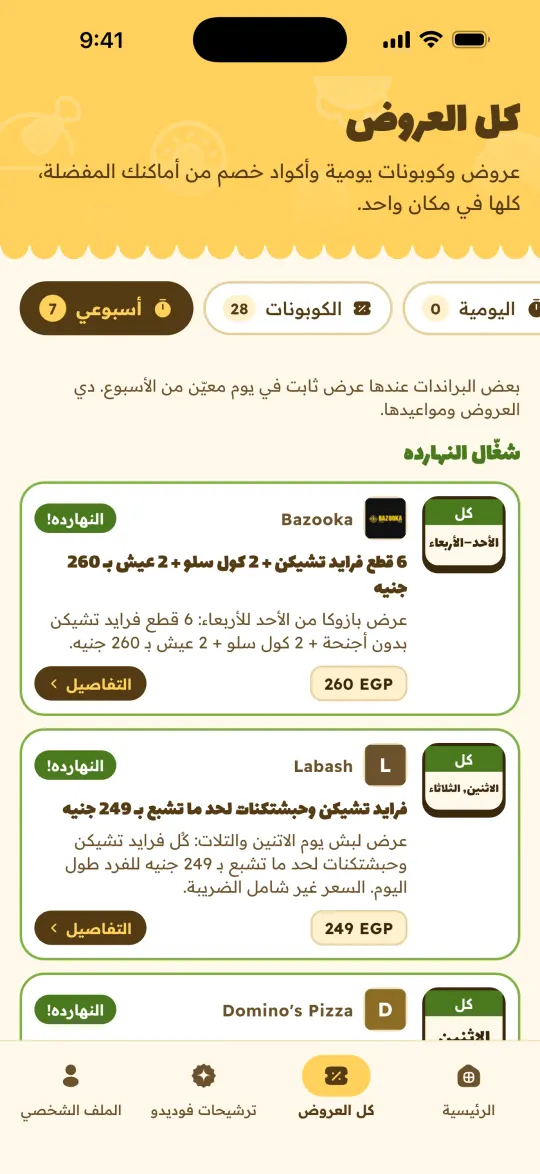 9:41
كل العروض
عروض وكوبونات يومية وأكواد خصم من أماكنك المفضلة،
كلها في مكان واحد.
اليومية 0
الكوبونات 28
أسبوعي 7
بعض البراندات عندها عرض ثابت في يوم معيّن من الأسبوع. دي
العروض ومواعيدها.
شغّال النهارده
كل
الأحد–الأربعاء
BAZOOKA
Bazooka
النهارده!
6 قطع فرايد تشيكن + 2 كول سلو + 2 عيش بـ 260
جنيه
عرض بازوكا من الأحد للأربعاء: 6 قطع فرايد تشيكن
بدون أجنحة + 2 كول سلو + 2 عيش بـ 260 جنيه.
260 EGP
التفاصيل ›
كل
الاثنين, الثلاثاء
L
Labash
النهارده!
فرايد تشيكن وحبشتكنات لحد ما تشبع بـ 249 جنيه
عرض لبش يوم الاتنين والتلات: كُل فرايد تشيكن
وحبشتكنات لحد ما تشبع بـ 249 جنيه للفرد طول
اليوم. السعر غير شامل الضريبة.
249 EGP
التفاصيل ›
كل
الاثنين
D
Domino's Pizza
النهارده!
الرئيسية
كل العروض
ترشيحات فوديدو
الملف الشخصي